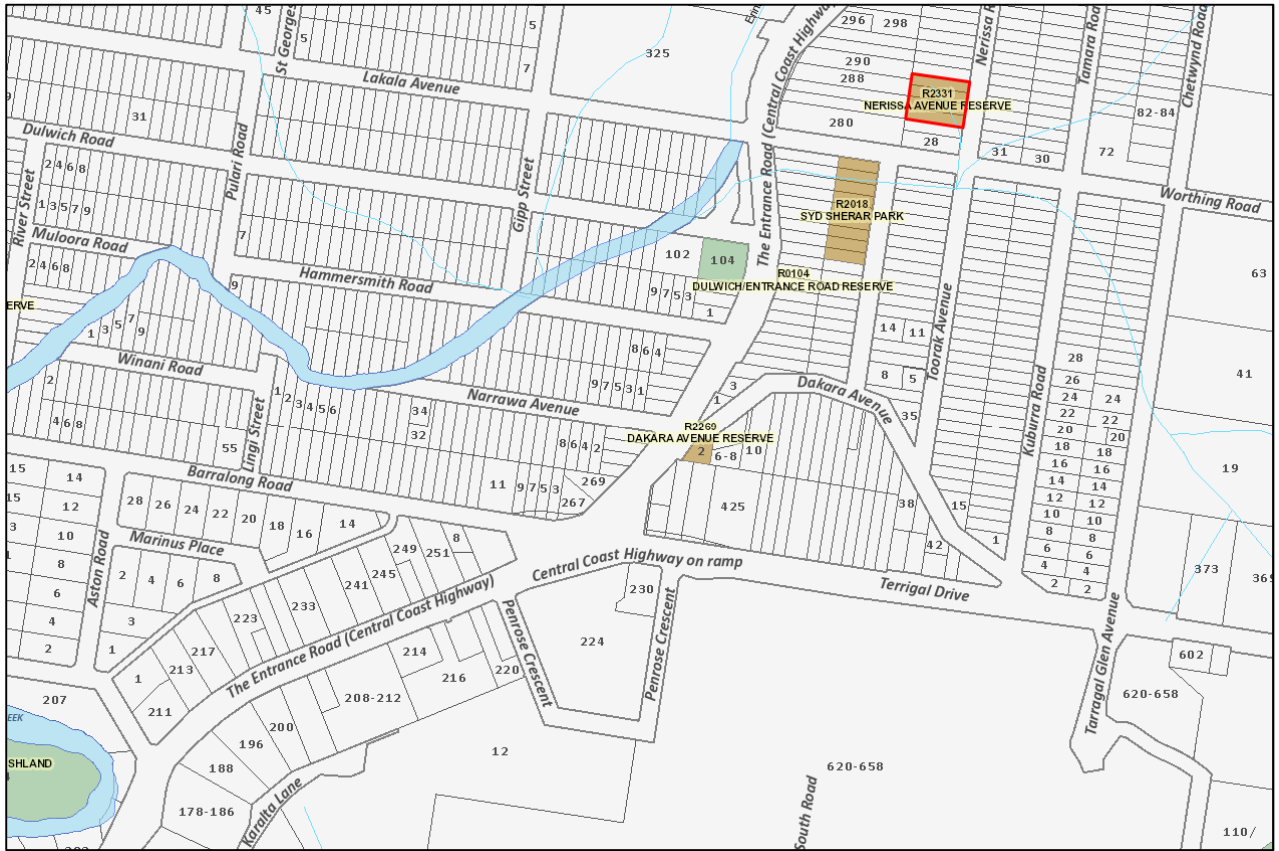 45
St Georges
5
5
7
Lakala Avenue
325
296
298
290
288
280
Nerissa R
Tamara Roa
Chetwynd Road
82-84
R2331
NERISSA AVENUE RESERVE
28
31
30
72
The Entrance Road (Central Coast Highway
9
31
Dulwich Road
Pulari Road
2 4 6 8
1 3 5 7 9
River Street
Muloora Road
2 4 6 8
7
9
Hammersmith Road
Gipp Street
R2018
SYD SHERAR PARK
Worthing Road
63
102
104
R0104
DULWICH/ENTRANCE ROAD RESERVE
9 7 5 3
1
ERVE
1 3 5 7 9
Winani Road
2
4 6 8
55
Lingi Street
1
2 3 4 5 6
34
32
Narrawa Avenue
8 6 4
9 7 5 3 1
8 6 4 2
3
1
Dakara Avenue
R2269
DAKARA AVENUE RESERVE
2
6-8
10
14
11
8
5
35
Toorak Avenue
Kuburra Road
28
26
24
22
20
18
16
14
12
10
8
6
4
2
24
22
20
18
16
14
12
10
8
6
4
2
41
19
373
369
15
14
15
12
3
10
1
8
6
4
2
Aston Road
Barralong Road
28
26
24
22
20
18
16
14
Marinus Place
2
4
6
8
3
1
11
9 7 5 3
267
269
425
38
42
15
1
249
251
8
245
241
233
223
217
213
1
211
207
The Entrance Road (Central Coast Highway)
Central Coast Highway on ramp
Terrigal Drive
230
224
Penrose Crescent
Penrose Crescent
214
216
220
208-212
200
196
188
178-186
Karalta Lane
12
620-658
South Road
Tarragal Glen Avenue
602
620-658
110/
EEK
SHLAND